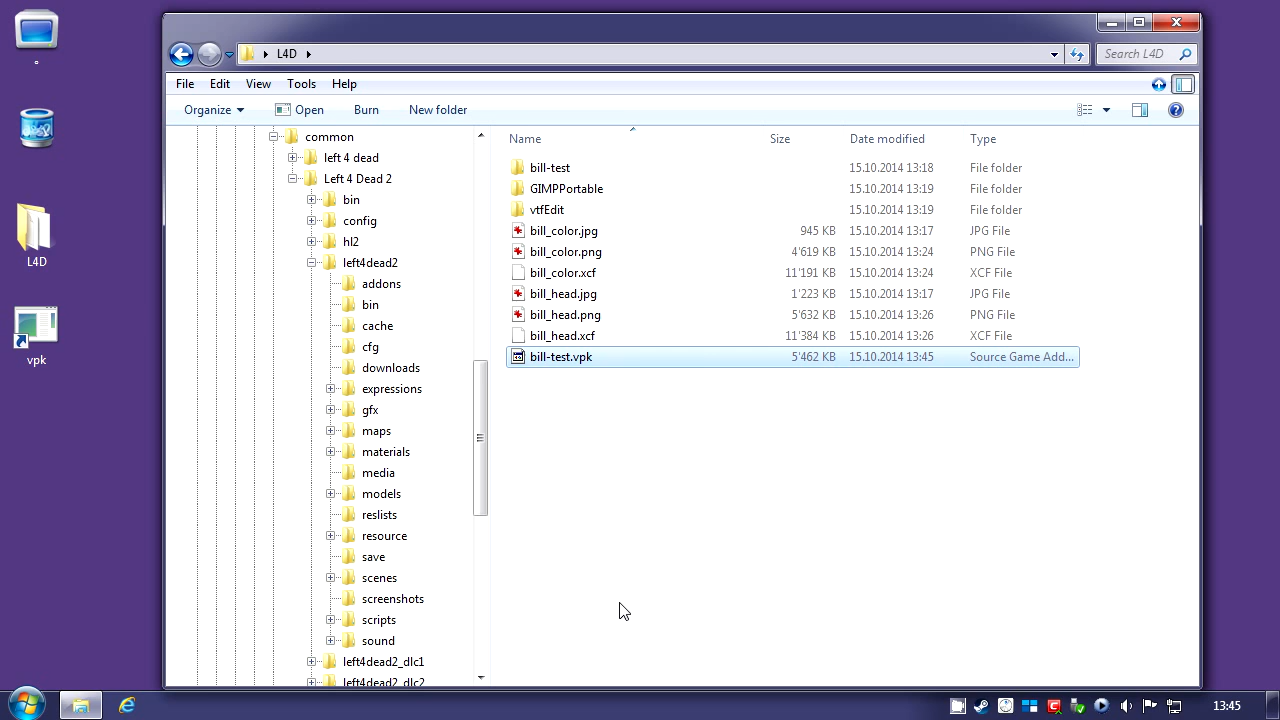 L4D
Search L4D
File Edit View Tools Help
Organize Open Burn New folder
Name Size Date modified Type
common
left 4 dead
Left 4 Dead 2
bin
config
hl2
left4dead2
addons
bin
cache
cfg
downloads
expressions
gfx
maps
materials
media
models
reslists
resource
save
scenes
screenshots
scripts
sound
left4dead2_dlc1
left4dead2_dlc2
bill-test 15.10.2014 13:18 File folder
GIMPPortable 15.10.2014 13:19 File folder
vtfEdit 15.10.2014 13:19 File folder
bill_color.jpg 945 KB 15.10.2014 13:17 JPG File
bill_color.png 4'619 KB 15.10.2014 13:24 PNG File
bill_color.xcf 11'191 KB 15.10.2014 13:24 XCF File
bill_head.jpg 1'223 KB 15.10.2014 13:17 JPG File
bill_head.png 5'632 KB 15.10.2014 13:26 PNG File
bill_head.xcf 11'384 KB 15.10.2014 13:26 XCF File
bill-test.vpk 5'462 KB 15.10.2014 13:45 Source Game Add...
L4D
vpk
13:45